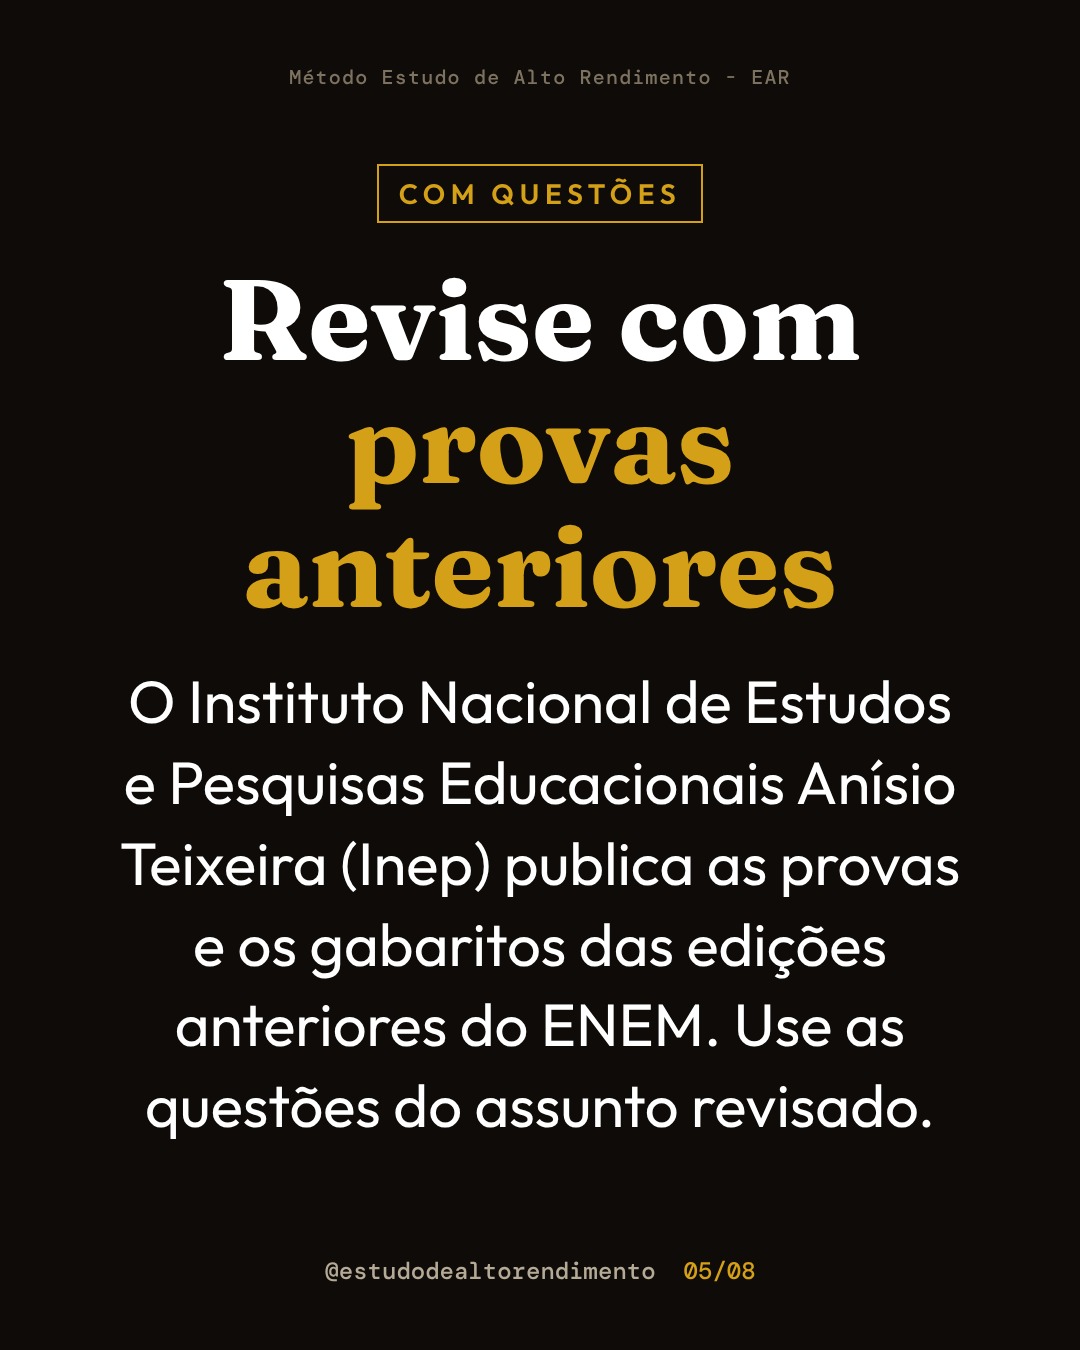 Método Estudo de Alto Rendimento - EAR
COM QUESTÕES
Revise com
provas
anteriores
O Instituto Nacional de Estudos
e Pesquisas Educacionais Anísio
Teixeira (Inep) publica as provas
e os gabaritos das edições
anteriores do ENEM. Use as
questões do assunto revisado.
@estudodealtorendimento 05/08